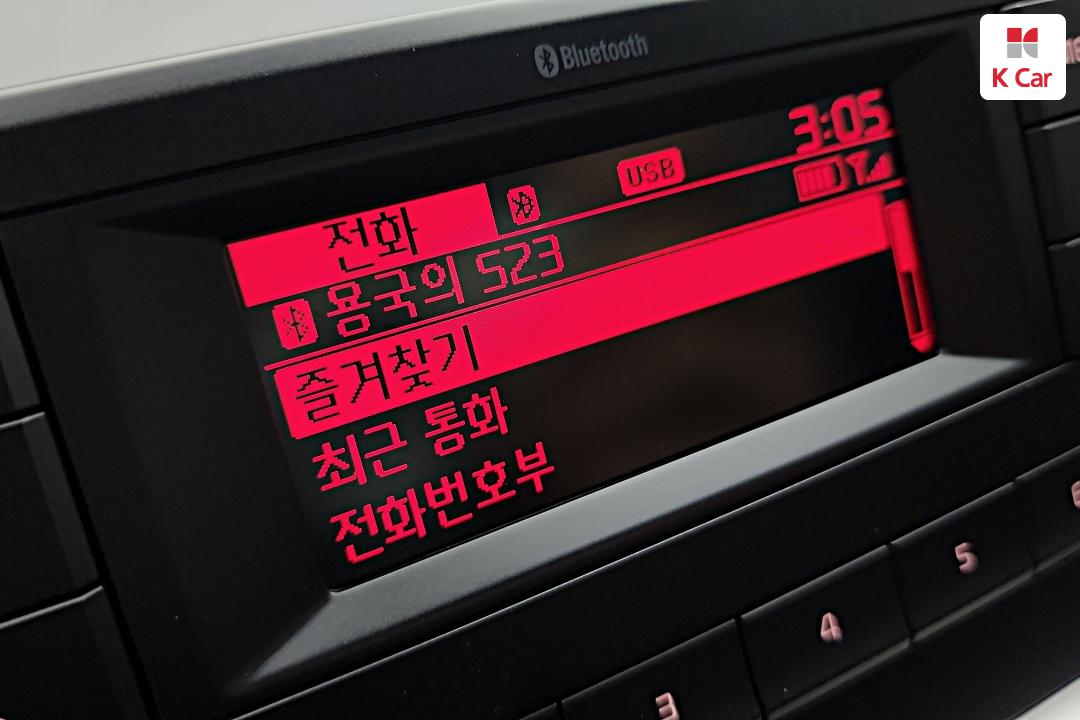 Bluetooth
K Car
3:05
USB
전화
용국의 S23
즐겨찾기
최근 통화
전화번호부
3
4
5